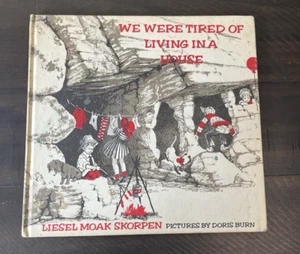 WE WERE TIRED OF
LIVING IN A
HOUSE
LIESEL MOAK SKORPEN PICTURES BY DORIS BURN